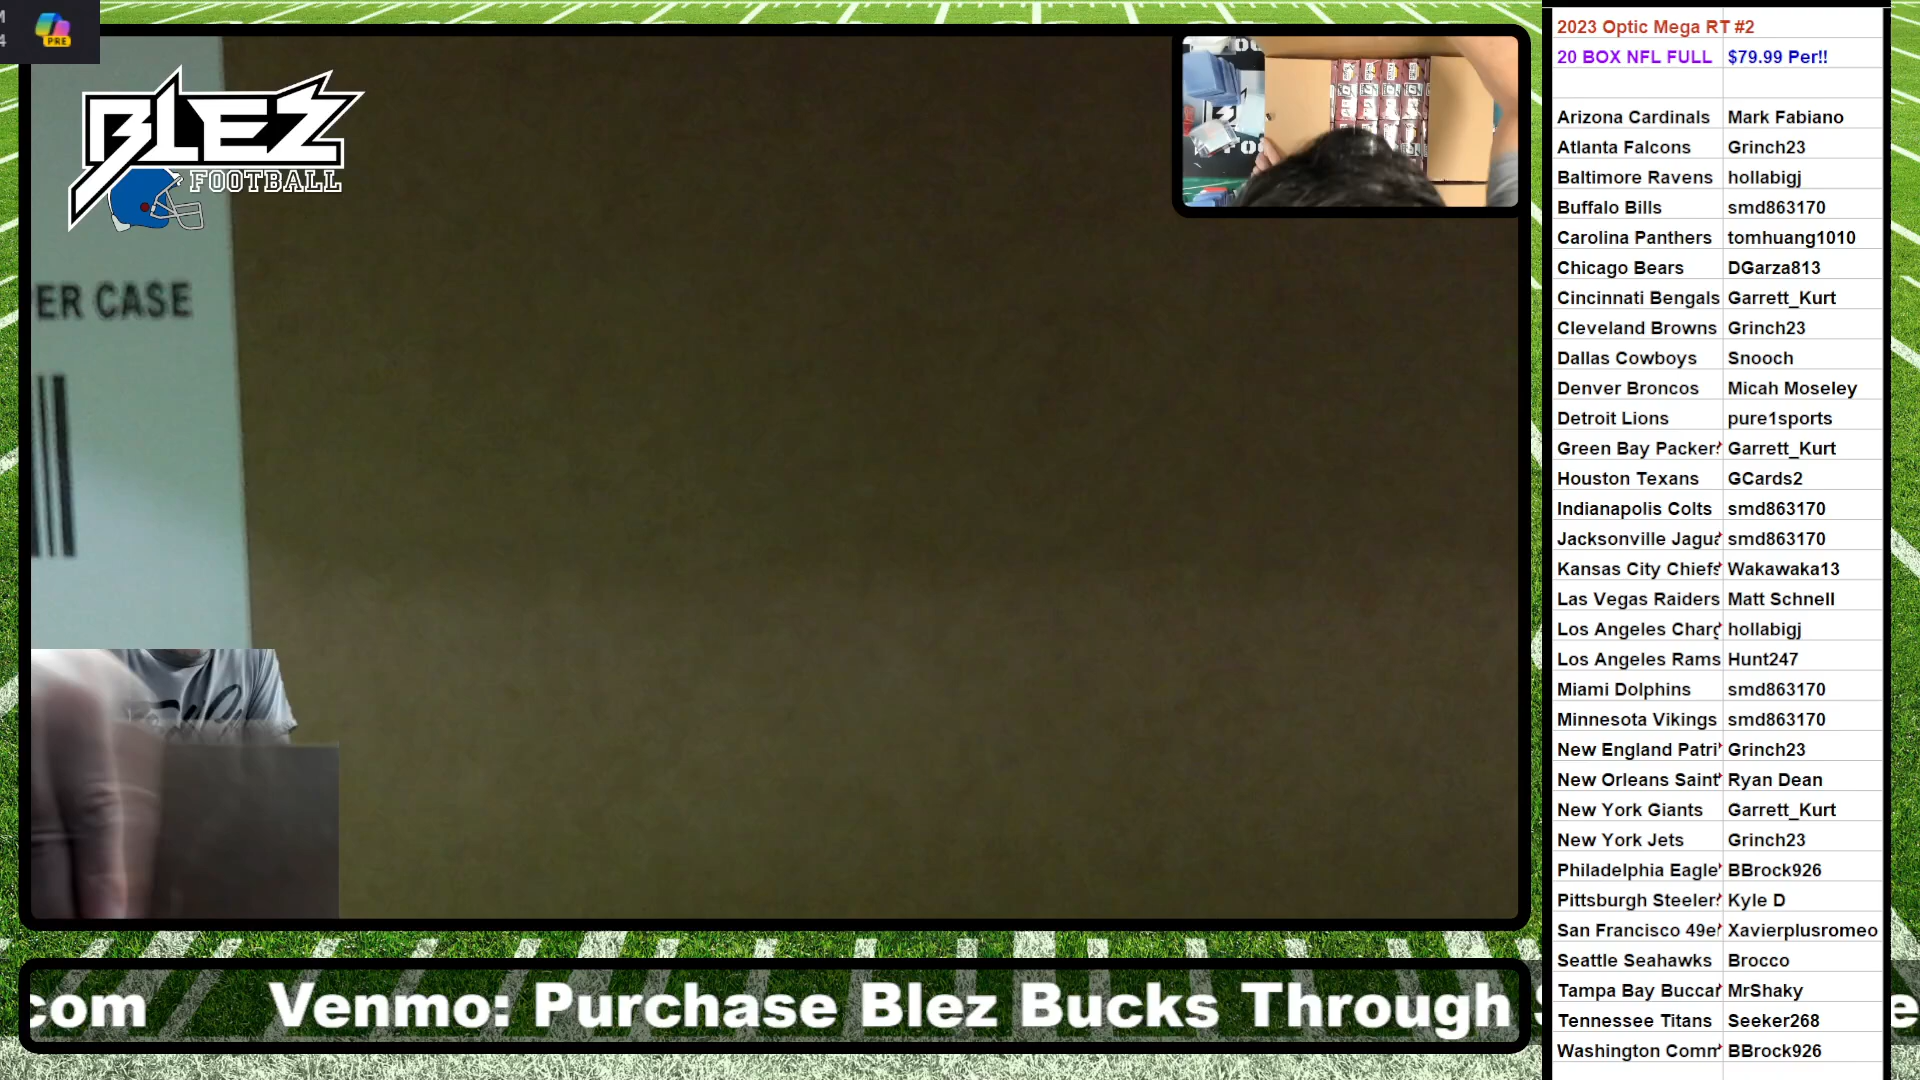 M
4
PRE
BLEZ
FOOTBALL
ER CASE
com Venmo: Purchase Blez Bucks Through
2023 Optic Mega RT #2
20 BOX NFL FULL $79.99 Per!!
Arizona Cardinals Mark Fabiano
Atlanta Falcons Grinch23
Baltimore Ravens hollabigj
Buffalo Bills smd863170
Carolina Panthers tomhuang1010
Chicago Bears DGarza813
Cincinnati Bengals Garrett_Kurt
Cleveland Browns Grinch23
Dallas Cowboys Snooch
Denver Broncos Micah Moseley
Detroit Lions pure1sports
Green Bay Packer Garrett_Kurt
Houston Texans GCards2
Indianapolis Colts smd863170
Jacksonville Jagua smd863170
Kansas City Chiefs Wakawaka13
Las Vegas Raiders Matt Schnell
Los Angeles Charg hollabigj
Los Angeles Rams Hunt247
Miami Dolphins smd863170
Minnesota Vikings smd863170
New England Patri Grinch23
New Orleans Saint Ryan Dean
New York Giants Garrett_Kurt
New York Jets Grinch23
Philadelphia Eagle BBrock926
Pittsburgh Steeler Kyle D
San Francisco 49e Xavierplusromeo
Seattle Seahawks Brocco
Tampa Bay Buccar MrShaky
Tennessee Titans Seeker268
Washington Comm BBrock926